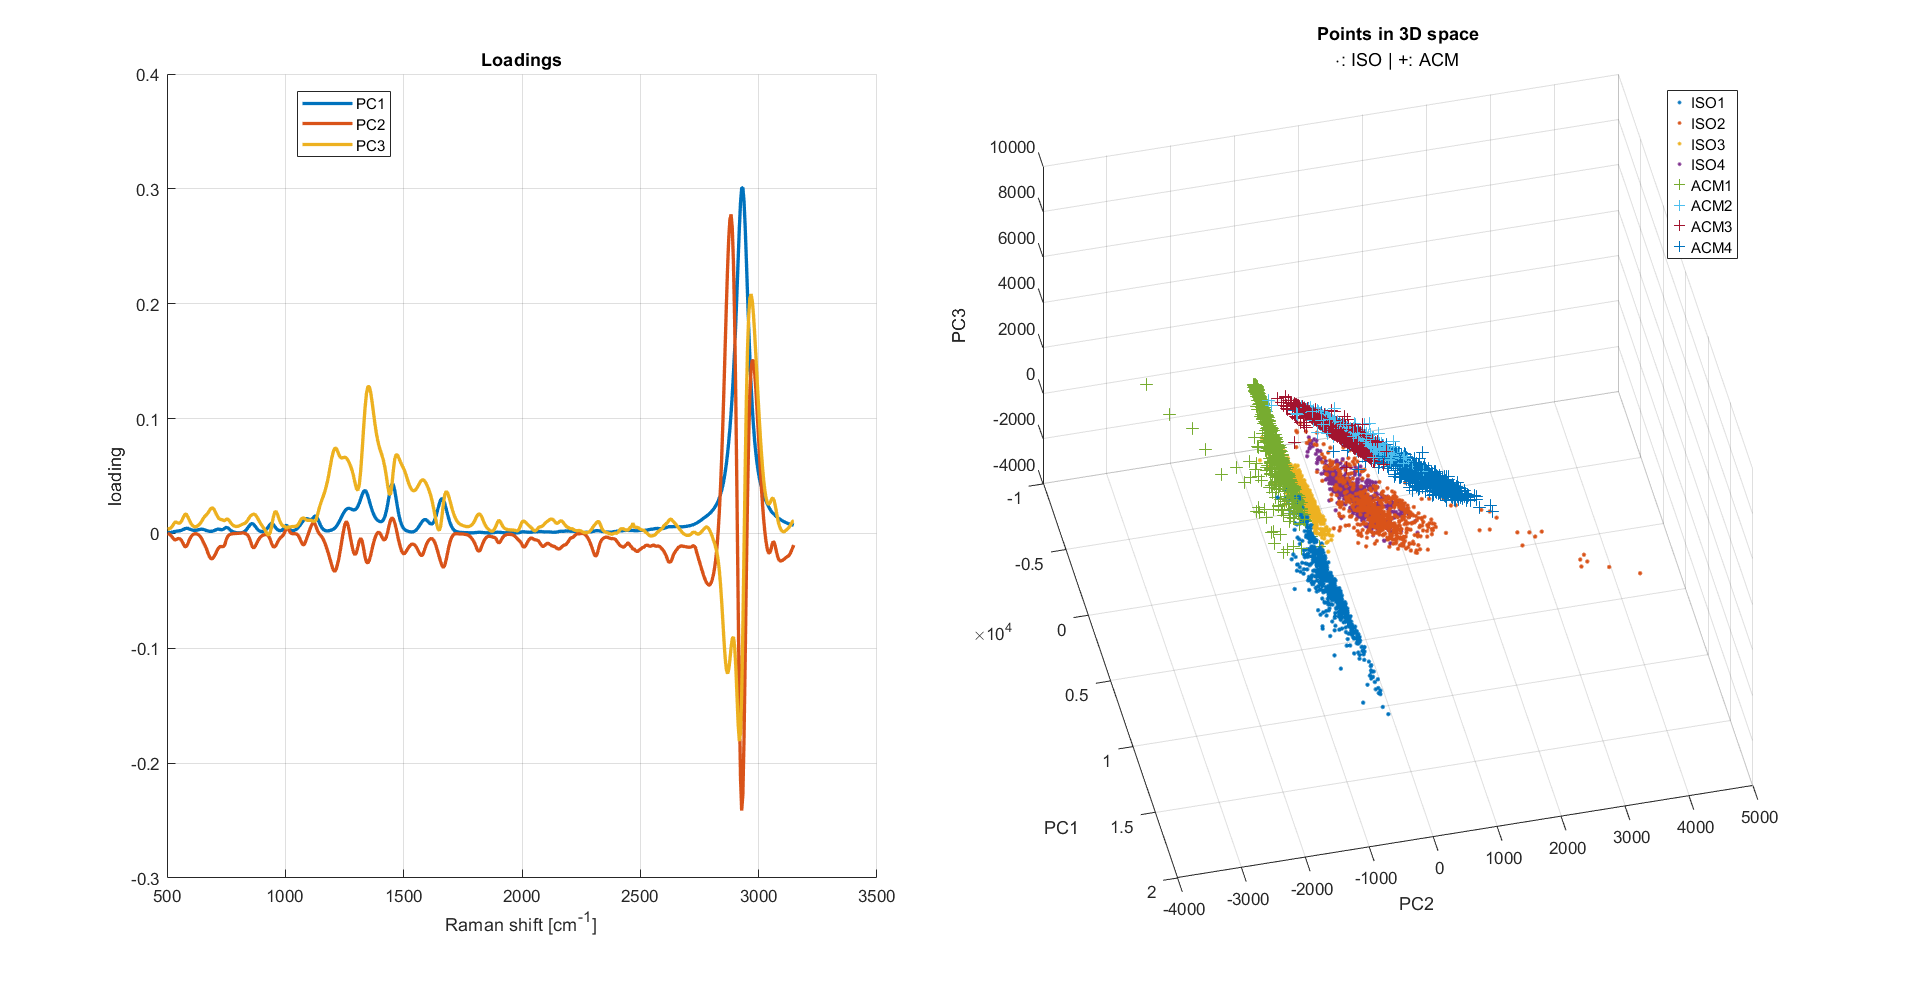 Loadings
0.4
0.3
0.2
0.1
0
-0.1
-0.2
-0.3
loading
500
1000
1500
2000
2500
3000
3500
Raman shift [cm-1]
PC1
PC2
PC3
Points in 3D space
·: ISO | +: ACM
10000
8000
6000
4000
2000
0
-2000
-4000
PC3
-1
-0.5
0
0.5
1
1.5
2
×10^4
PC1
-4000
-3000
-2000
-1000
0
1000
2000
3000
4000
5000
PC2
ISO1
ISO2
ISO3
ISO4
ACM1
ACM2
ACM3
ACM4